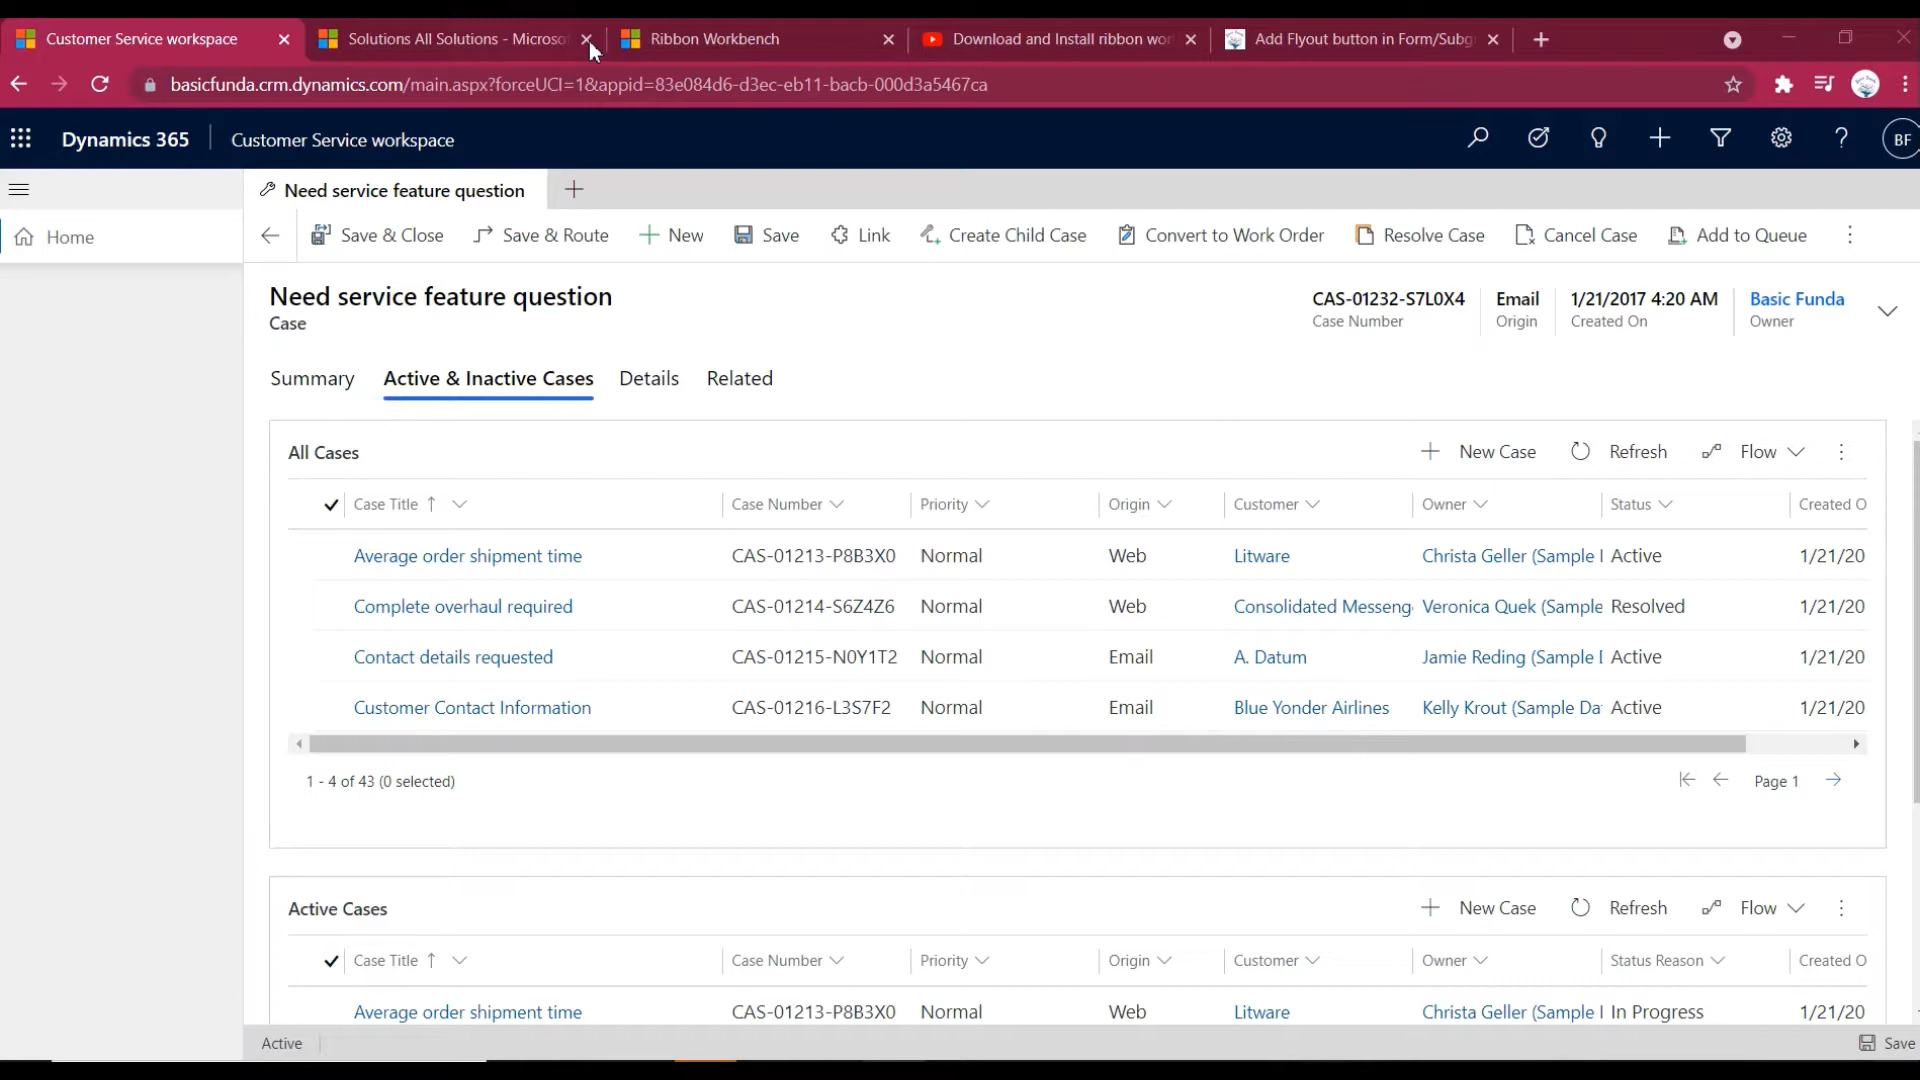 Customer Service workspace
Solutions All Solutions - Microso
Ribbon Workbench
Download and Install ribbon wor
Add Flyout button in Form/Subg
basicfunda.crm.dynamics.com/main.aspx?forceUCI=1&appid=83e084d6-d3ec-eb11-bacb-000d3a5467ca
Dynamics 365
Customer Service workspace
BF
Need service feature question
Home
Save & Close
Save & Route
New
Save
Link
Create Child Case
Convert to Work Order
Resolve Case
Cancel Case
Add to Queue
Need service feature question
Case
CAS-01232-S7L0X4
Case Number
Email
Origin
1/21/2017 4:20 AM
Created On
Basic Funda
Owner
Summary
Active & Inactive Cases
Details
Related
All Cases
New Case
Refresh
Flow
Case Title
Case Number
Priority
Origin
Customer
Owner
Status
Created O
Average order shipment time CAS-01213-P8B3X0 Normal Web Litware Christa Geller (Sample Active 1/21/20
Complete overhaul required CAS-01214-S6Z4Z6 Normal Web Consolidated Messeng Veronica Quek (Sample Resolved 1/21/20
Contact details requested CAS-01215-N0Y1T2 Normal Email A. Datum Jamie Reding (Sample Active 1/21/20
Customer Contact Information CAS-01216-L3S7F2 Normal Email Blue Yonder Airlines Kelly Krout (Sample Da Active 1/21/20
1 - 4 of 43 (0 selected)
Page 1
Active Cases
New Case
Refresh
Flow
Case Title
Case Number
Priority
Origin
Customer
Owner
Status Reason
Created O
Average order shipment time CAS-01213-P8B3X0 Normal Web Litware Christa Geller (Sample In Progress 1/21/20
Active
Save